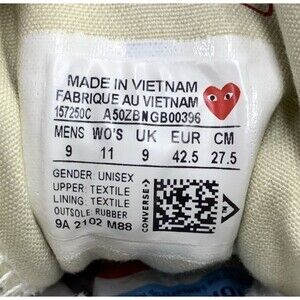 MADE IN VIETNAM
FABRIQUE AU VIETNAM
157250C A50ZBNGB00396
MENS WO'S UK EUR CM
9 11 9 42.5 27.5
GENDER: UNISEX
UPPER: TEXTILE
LINING: TEXTILE
OUTSOLE: RUBBER
9A 2102 M88
CONVERSE